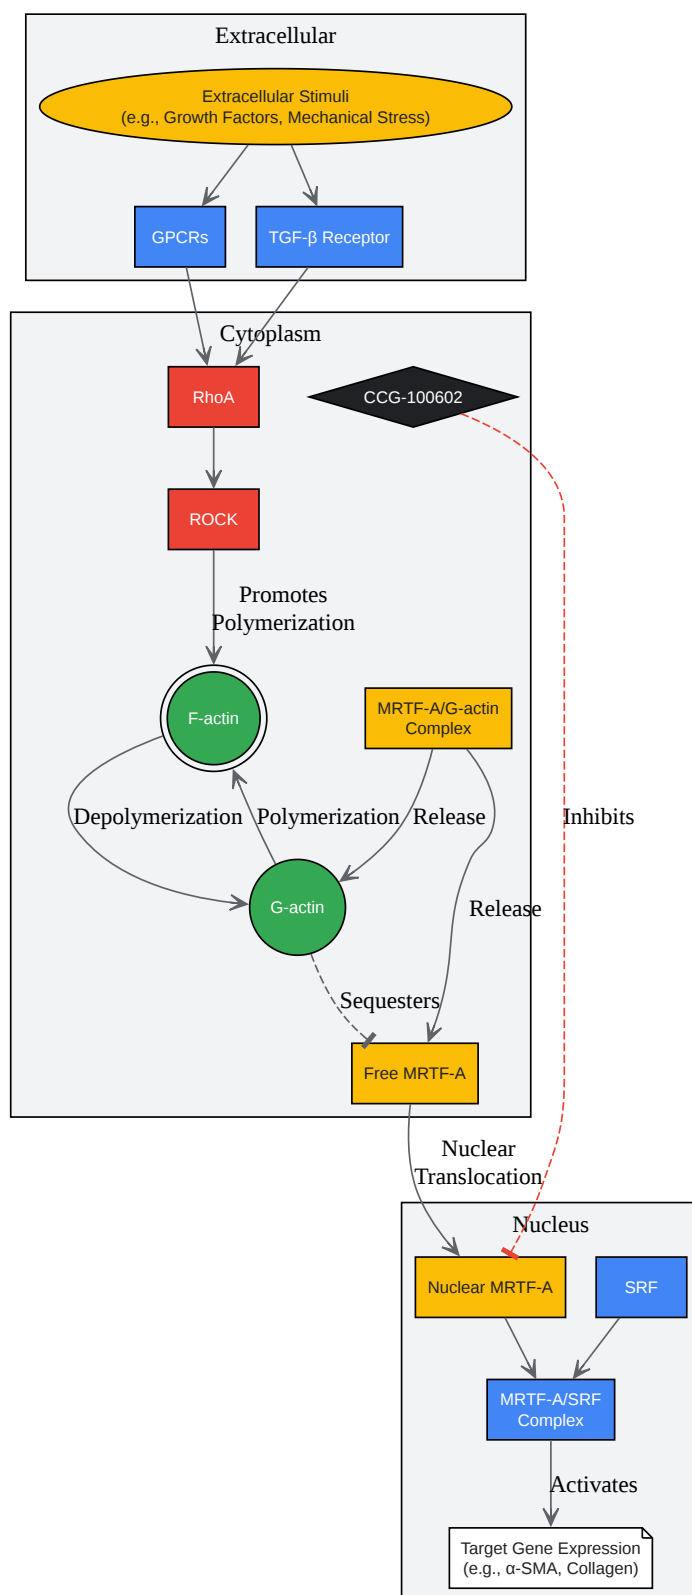 Extracellular
Extracellular Stimuli
(e.g., Growth Factors, Mechanical Stress)
GPCRs
TGF-β Receptor
Cytoplasm
RhoA
CCG-100602
ROCK
Promotes
Polymerization
F-actin
MRTF-A/G-actin
Complex
Depolymerization
Polymerization
Release
Inhibits
G-actin
Release
Sequesters
Free MRTF-A
Nuclear
Translocation
Nucleus
Nuclear MRTF-A
SRF
MRTF-A/SRF
Complex
Activates
Target Gene Expression
(e.g., α-SMA, Collagen)